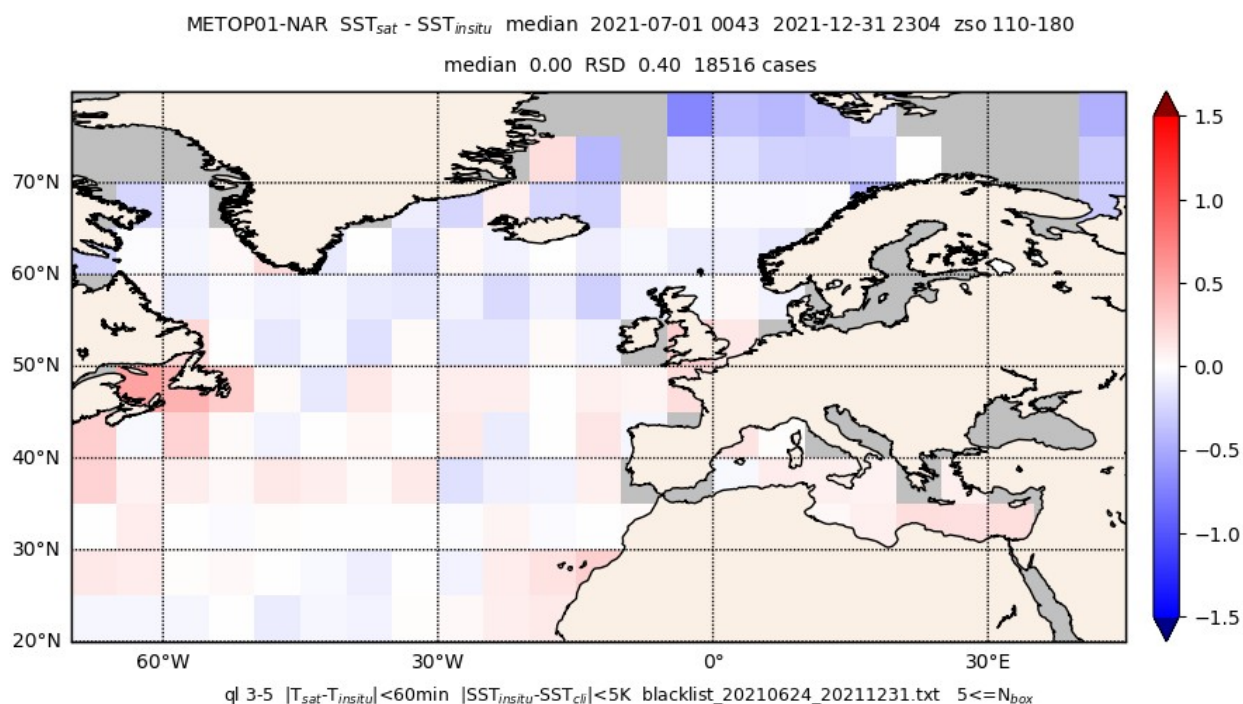 METOP01-NAR SST_sat - SST_insitu median 2021-07-01 0043 2021-12-31 2304 zso 110-180
median 0.00 RSD 0.40 18516 cases
70°N
60°N
50°N
40°N
30°N
20°N
60°W 30°W 0° 30°E
1.5
1.0
0.5
0.0
−0.5
−1.0
−1.5
ql 3-5 |T_sat-T_insitu|<60min |SST_insitu-SST_cli|<5K blacklist_20210624_20211231.txt 5<=N_box